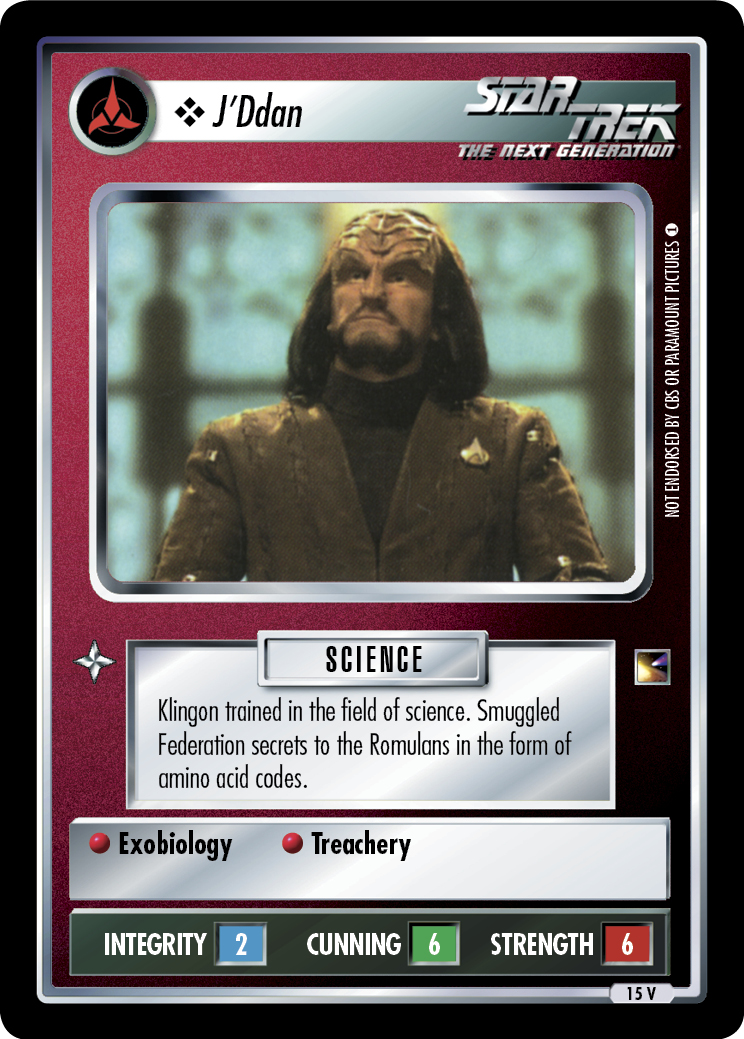 ❖ J'Ddan
STAR TREK
THE NEXT GENERATION
NOT ENDORSED BY CBS OR PARAMOUNT PICTURES 1
SCIENCE
Klingon trained in the field of science. Smuggled
Federation secrets to the Romulans in the form of
amino acid codes.
Exobiology Treachery
INTEGRITY 2 CUNNING 6 STRENGTH 6
15 V